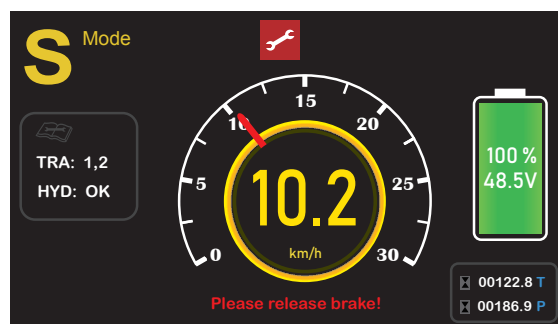 S Mode
TRA: 1,2
HYD: OK
0
5
10
15
20
25
30
10.2
km/h
100 %
48.5V
Please release brake!
00122.8 T
00186.9 P